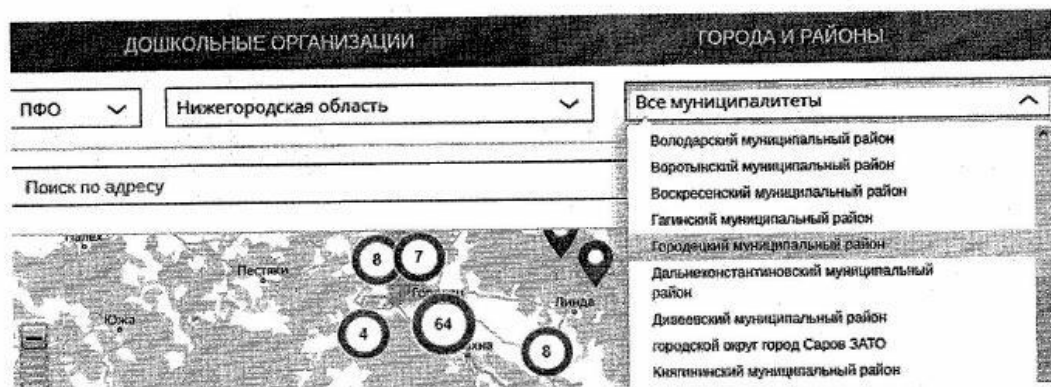 ДОШКОЛЬНЫЕ ОРГАНИЗАЦИИ
ГОРОДА И РАЙОНЫ
ПФО
Нижегородская область
Все муниципалитеты
Володарский муниципальный район
Воротынский муниципальный район
Воскресенский муниципальный район
Гагинский муниципальный район
Городецкий муниципальный район
Дальнеконстантиновский муниципальный
район
Дивеевский муниципальный район
городской округ город Саров ЗАТО
Княгининский муниципальный район
Поиск по адресу
Палех
8
7
Пестяки
Линда
Южа
4
64
8